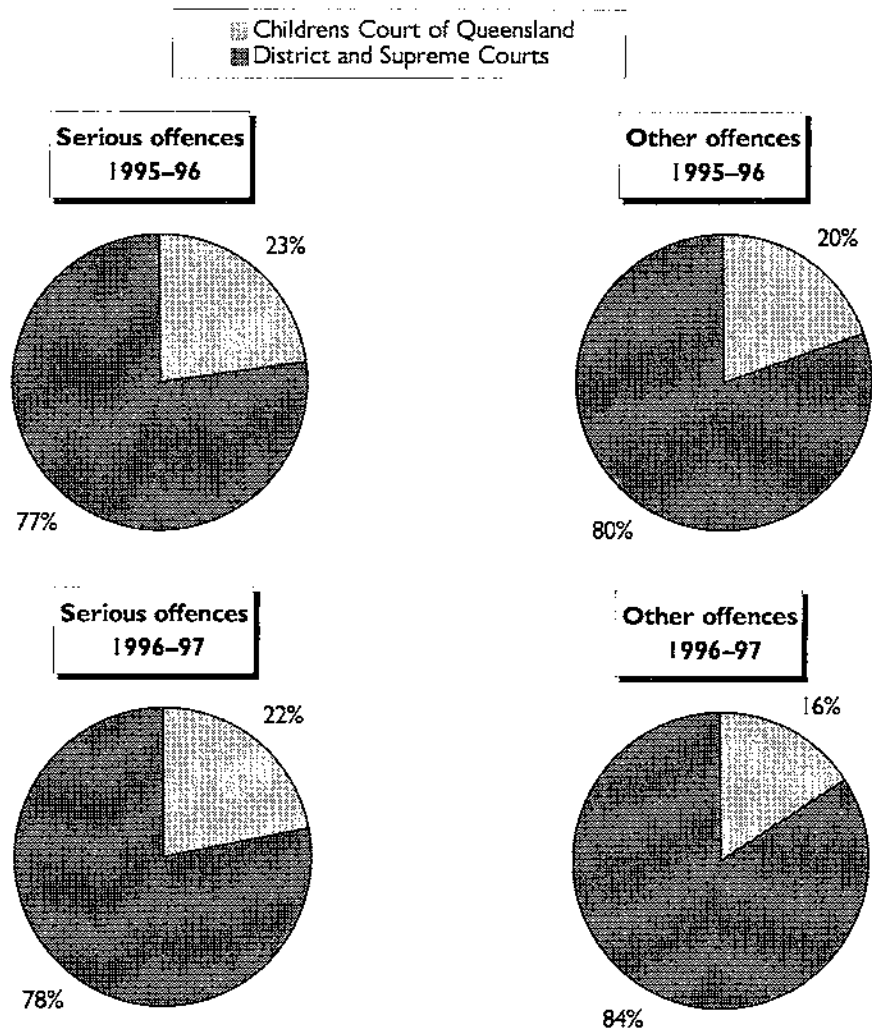 Childrens Court of Queensland
District and Supreme Courts
Serious offences
1995–96
Other offences
1995–96
23%
20%
77%
80%
Serious offences
1996–97
Other offences
1996–97
22%
16%
78%
84%